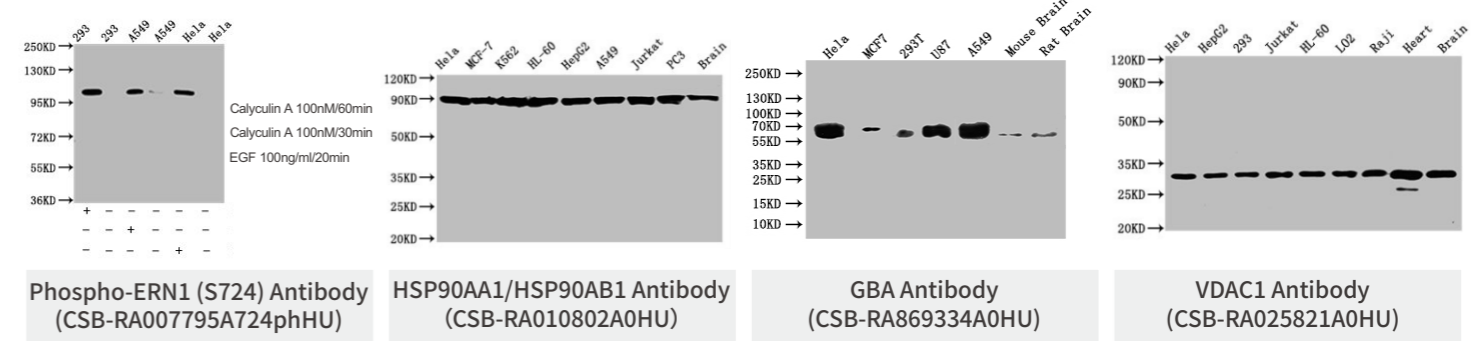 293 293 A549 A549 Hela Hela
250KD
130KD
95KD
72KD
55KD
36KD
Calyculin A 100nM/60min
Calyculin A 100nM/30min
EGF 100ng/ml/20min
+ − − − − −
− − + − − −
− − − − + −
Phospho-ERN1 (S724) Antibody
(CSB-RA007795A724phHU)
Hela MCF-7 K562 HL-60 HepG2 A549 Jurkat PC3 Brain
120KD
90KD
50KD
35KD
25KD
20KD
HSP90AA1/HSP90AB1 Antibody
(CSB-RA010802A0HU)
Hela MCF7 293T U87 A549 Mouse Brain Rat Brain
250KD
130KD
100KD
70KD
55KD
35KD
25KD
15KD
10KD
GBA Antibody
(CSB-RA869334A0HU)
Hela HepG2 293 Jurkat HL-60 LO2 Raji Heart Brain
120KD
90KD
50KD
35KD
25KD
20KD
VDAC1 Antibody
(CSB-RA025821A0HU)